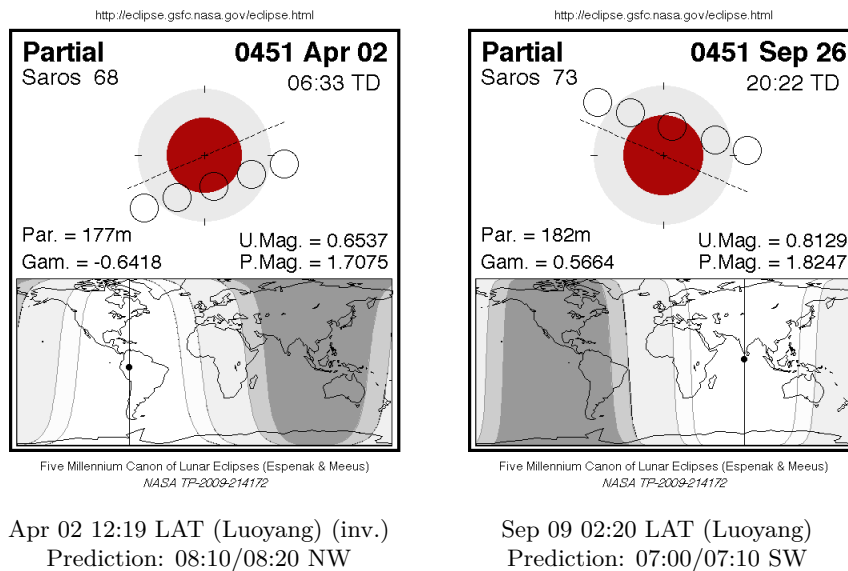 http://eclipse.gsfc.nasa.gov/eclipse.html
Partial 0451 Apr 02
Saros 68 06:33 TD
Par. = 177m U.Mag. = 0.6537
Gam. = -0.6418 P.Mag. = 1.7075
Five Millennium Canon of Lunar Eclipses (Espenak & Meeus)
NASA TP-2009-214172
Apr 02 12:19 LAT (Luoyang) (inv.)
Prediction: 08:10/08:20 NW
http://eclipse.gsfc.nasa.gov/eclipse.html
Partial 0451 Sep 26
Saros 73 20:22 TD
Par. = 182m U.Mag. = 0.8129
Gam. = 0.5664 P.Mag. = 1.8247
Five Millennium Canon of Lunar Eclipses (Espenak & Meeus)
NASA TP-2009-214172
Sep 09 02:20 LAT (Luoyang)
Prediction: 07:00/07:10 SW